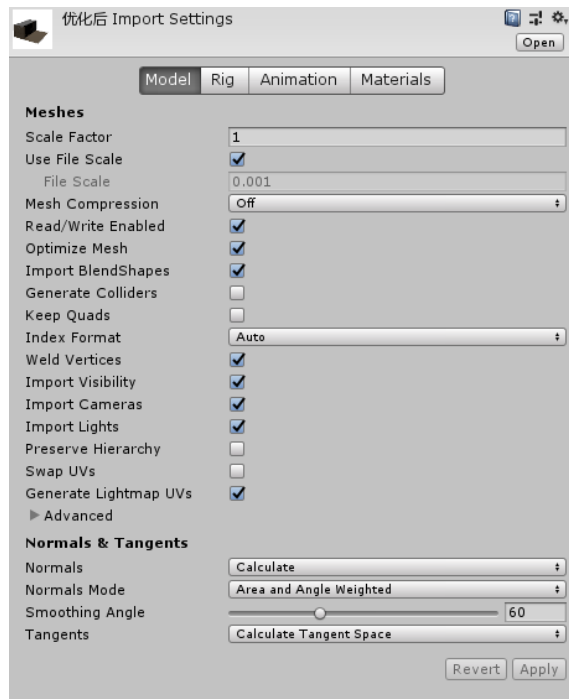 优化后 Import Settings
Open
Model Rig Animation Materials
Meshes
Scale Factor 1
Use File Scale
File Scale 0.001
Mesh Compression Off
Read/Write Enabled
Optimize Mesh
Import BlendShapes
Generate Colliders
Keep Quads
Index Format Auto
Weld Vertices
Import Visibility
Import Cameras
Import Lights
Preserve Hierarchy
Swap UVs
Generate Lightmap UVs
Advanced
Normals & Tangents
Normals Calculate
Normals Mode Area and Angle Weighted
Smoothing Angle 60
Tangents Calculate Tangent Space
Revert Apply